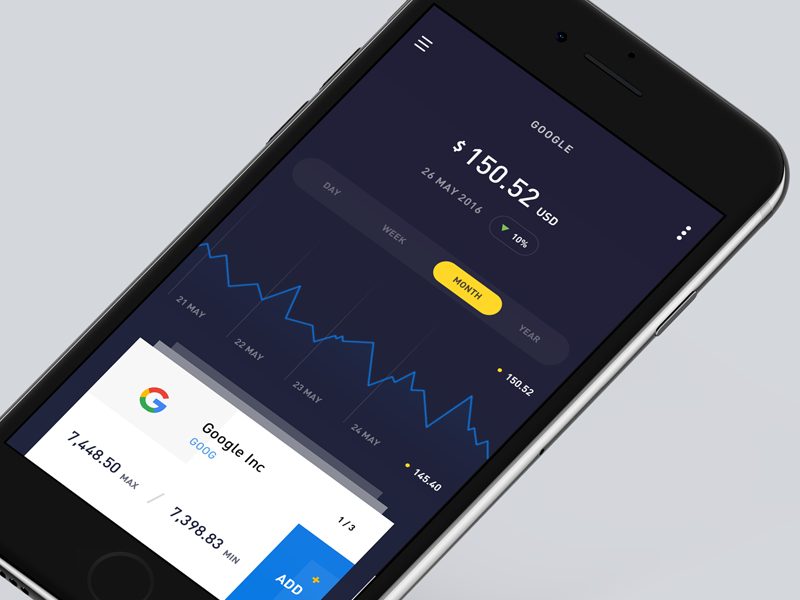 GOOGLE
$ 150.52 USD
26 MAY 2016
10%
DAY
WEEK
MONTH
YEAR
150.52
145.40
21 MAY
22 MAY
23 MAY
24 MAY
Google Inc
GOOG
1/3
7,448.50 MAX / 7,398.83 MIN
ADD +